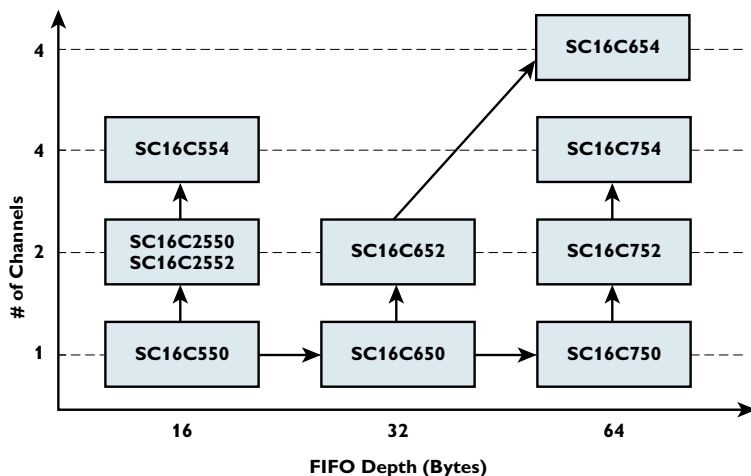 4
SC16C654
4
SC16C554
SC16C754
# of Channels
2
SC16C2550
SC16C2552
SC16C652
SC16C752
1
SC16C550
SC16C650
SC16C750
16
32
64
FIFO Depth (Bytes)